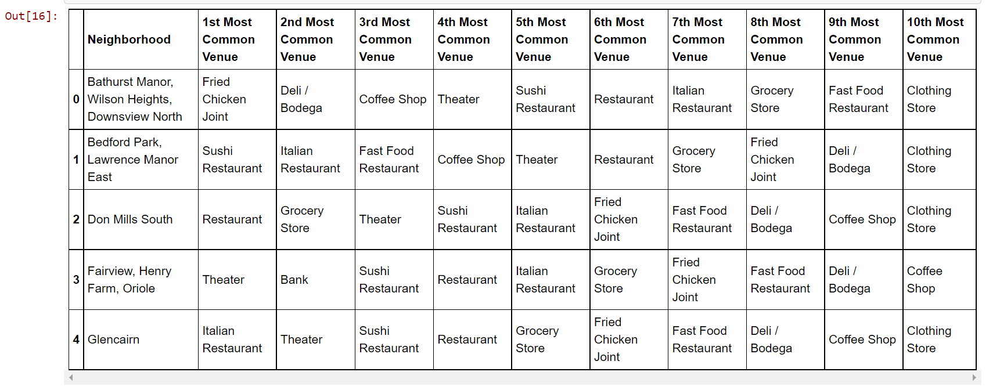 Out[16]:
Neighborhood 1st Most Common Venue 2nd Most Common Venue 3rd Most Common Venue 4th Most Common Venue 5th Most Common Venue 6th Most Common Venue 7th Most Common Venue 8th Most Common Venue 9th Most Common Venue 10th Most Common Venue
0 Bathurst Manor, Wilson Heights, Downsview North Fried Chicken Joint Deli / Bodega Coffee Shop Theater Sushi Restaurant Restaurant Italian Restaurant Grocery Store Fast Food Restaurant Clothing Store
1 Bedford Park, Lawrence Manor East Sushi Restaurant Italian Restaurant Fast Food Restaurant Coffee Shop Theater Restaurant Grocery Store Fried Chicken Joint Deli / Bodega Clothing Store
2 Don Mills South Restaurant Grocery Store Theater Sushi Restaurant Italian Restaurant Fried Chicken Joint Fast Food Restaurant Deli / Bodega Coffee Shop Clothing Store
3 Fairview, Henry Farm, Oriole Theater Bank Sushi Restaurant Restaurant Italian Restaurant Grocery Store Fried Chicken Joint Fast Food Restaurant Deli / Bodega Coffee Shop
4 Glencairn Italian Restaurant Theater Sushi Restaurant Restaurant Grocery Store Fried Chicken Joint Fast Food Restaurant Deli / Bodega Coffee Shop Clothing Store